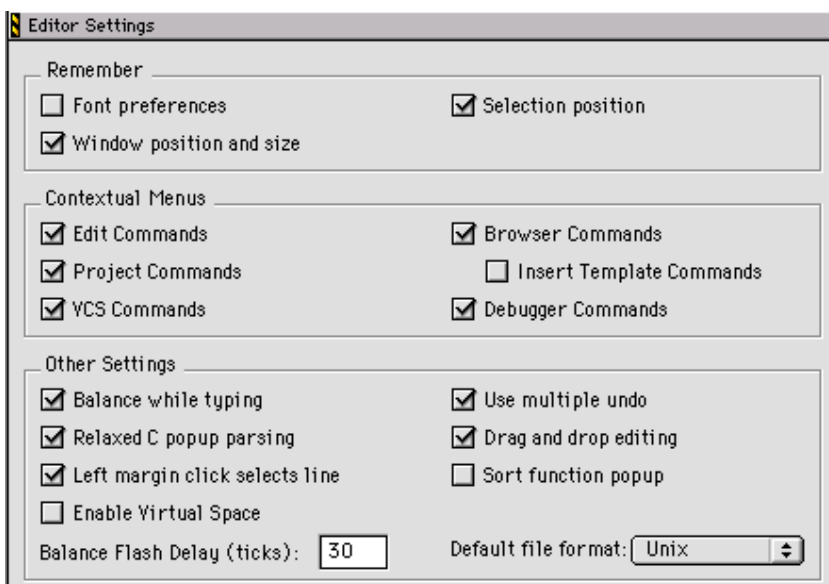 Editor Settings
Remember
Font preferences
Selection position
Window position and size
Contextual Menus
Edit Commands
Browser Commands
Project Commands
Insert Template Commands
VCS Commands
Debugger Commands
Other Settings
Balance while typing
Use multiple undo
Relaxed C popup parsing
Drag and drop editing
Left margin click selects line
Sort function popup
Enable Virtual Space
Balance Flash Delay (ticks): 30
Default file format: Unix